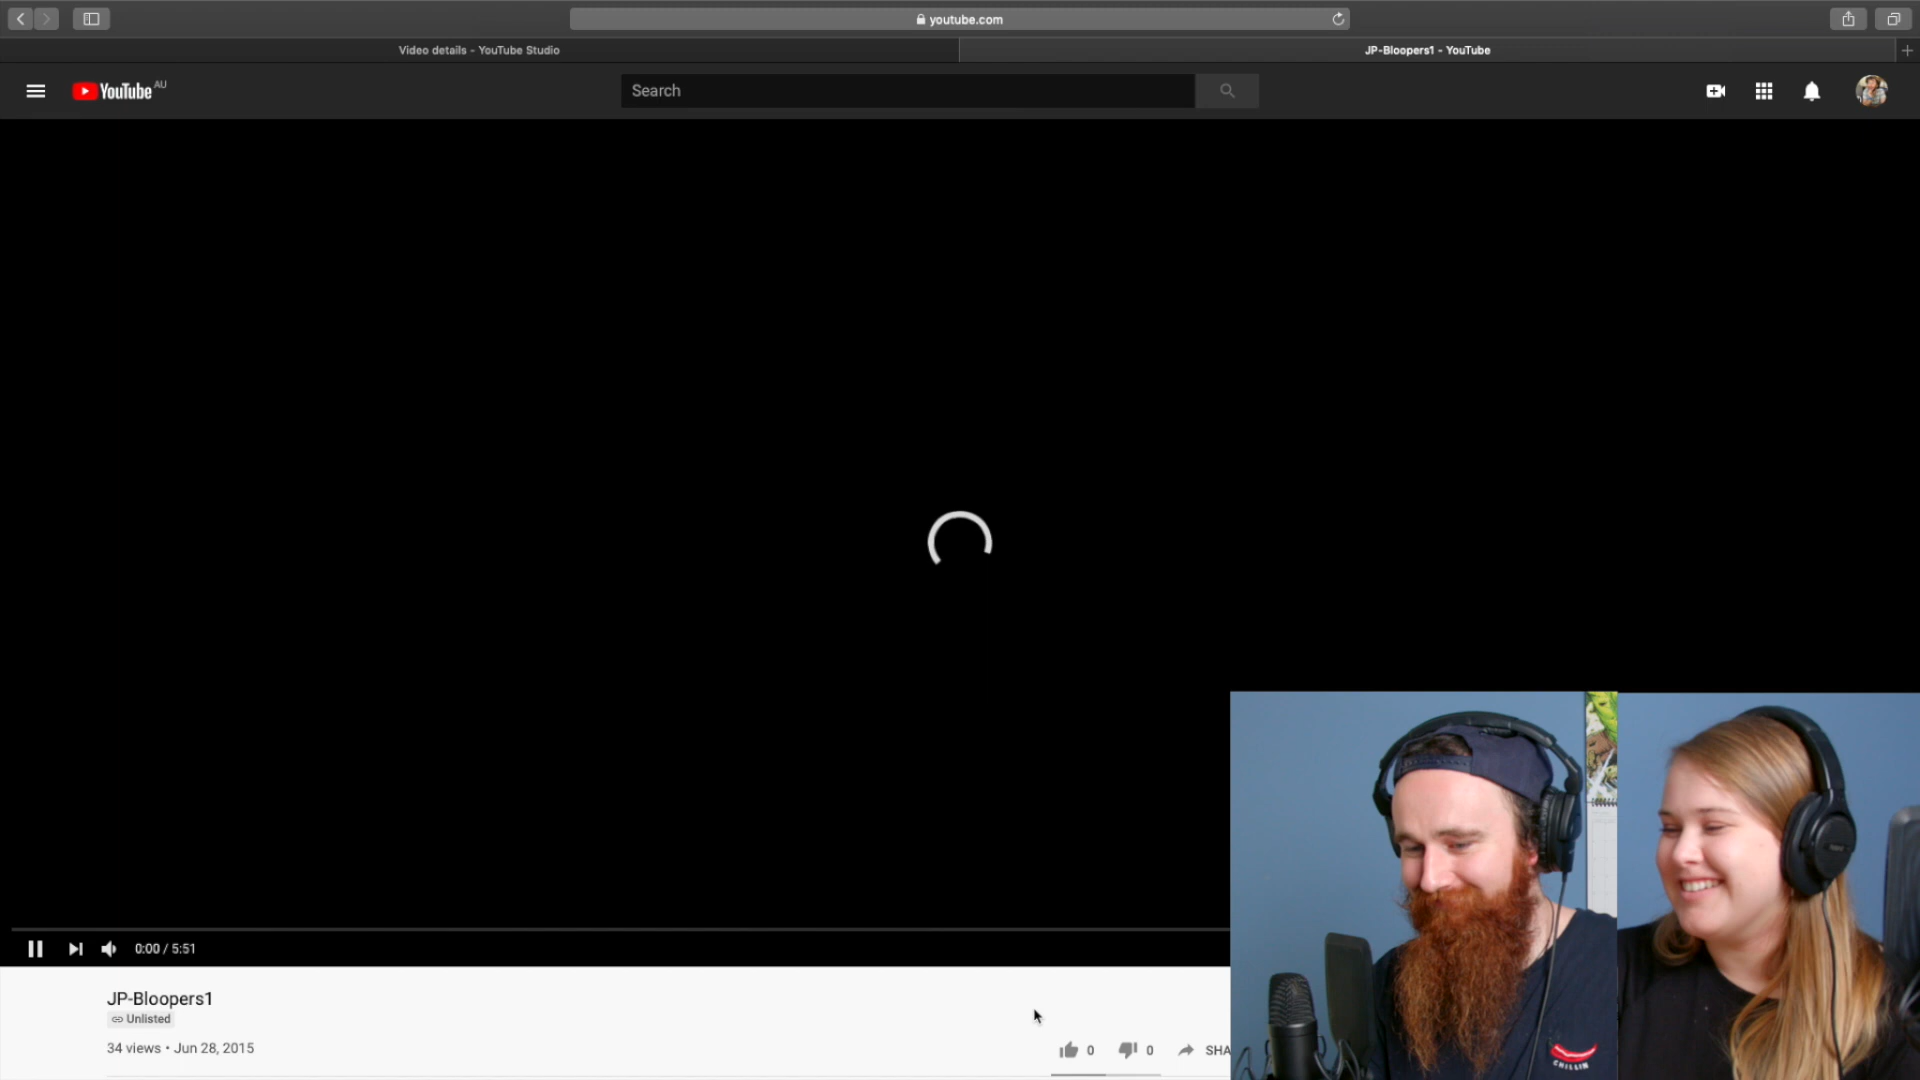 youtube.com
Video details - YouTube Studio
JP-Bloopers1 - YouTube
YouTube AU
Search
0:00 / 5:51
JP-Bloopers1
Unlisted
34 views • Jun 28, 2015
0
0
SHA
CHILLIN